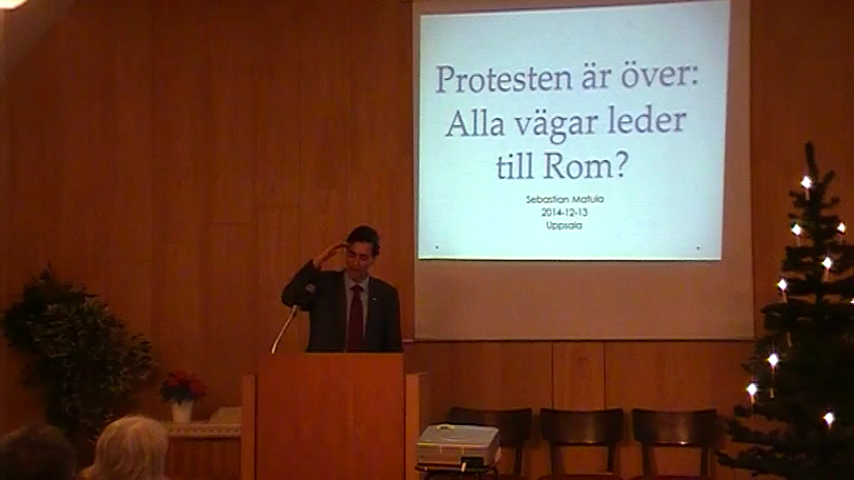 Protesten är över:
Alla vägar leder
till Rom?
Sebastian Matula
2014-12-13
Uppsala